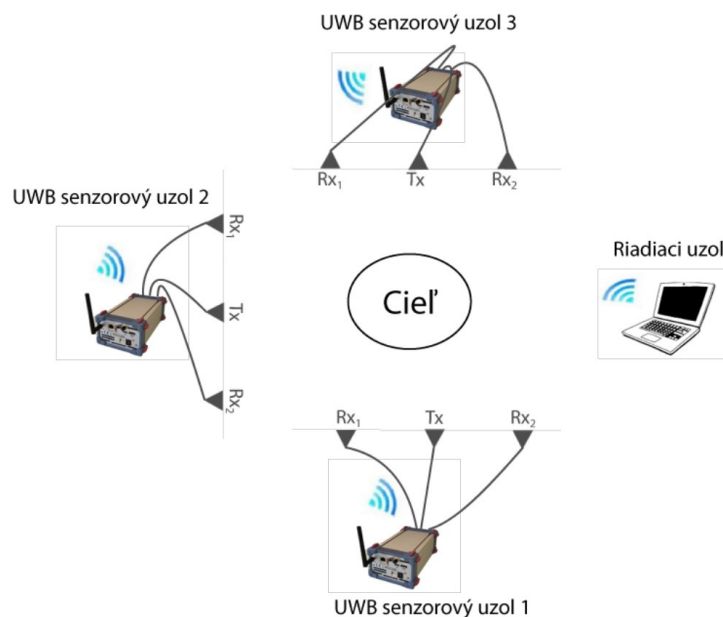 UWB senzorový uzol 3
Rx₁ Tx Rx₂
UWB senzorový uzol 2
Rx₁
Tx
Rx₂
Cieľ
Riadiaci uzol
Rx₁ Tx Rx₂
UWB senzorový uzol 1